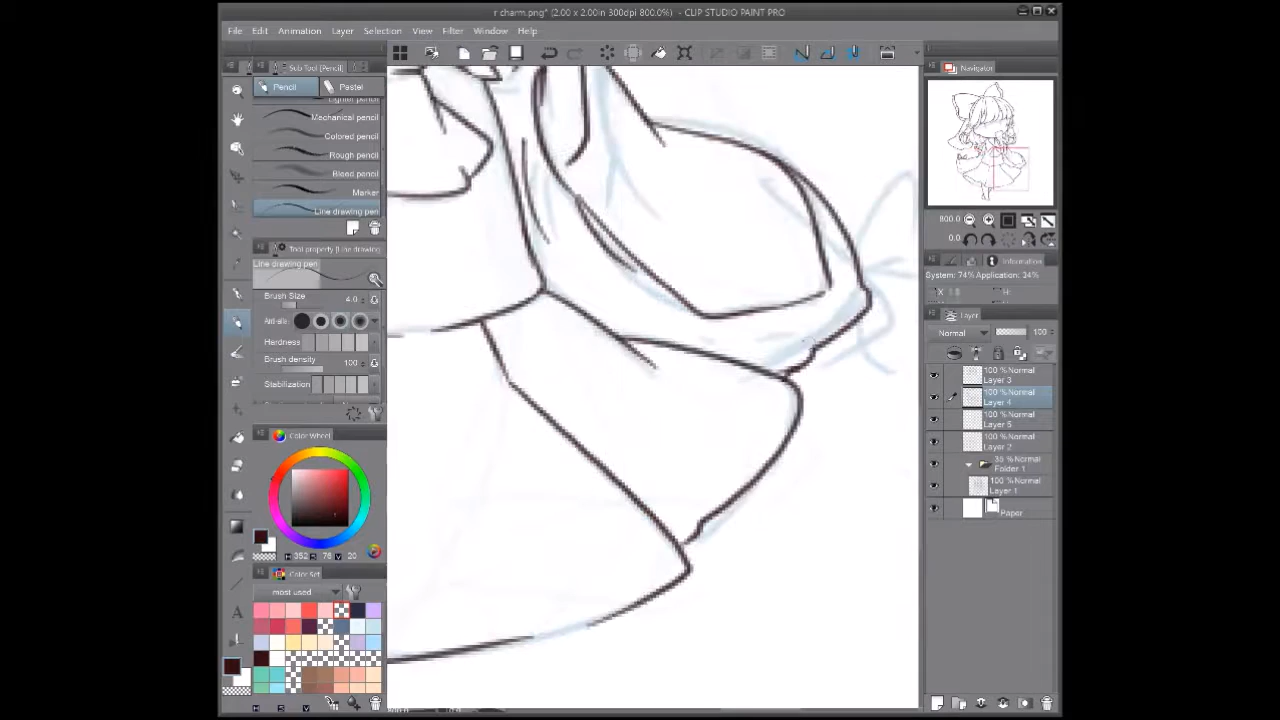 r charm.png* (2.00 x 2.00in 300dpi 800.0%) - CLIP STUDIO PAINT PRO
File Edit Animation Layer Selection View Filter Window Help
Sub Tool [Pencil]
Pencil Pastel
Lighter pencil
Mechanical pencil
Colored pencil
Rough pencil
Bleed pencil
Marker
Line drawing pen
Tool property [Line drawing
Line drawing pen
Brush Size 4.0
Hardness
Brush density 100
Stabilization
Color Wheel
H 352 S 76 V 20
Color Set
most used
H S V
Navigator
800.0
0.0
Information
System: 74% Application: 34%
X
Y
H:
Layer
Normal 100
100 % Normal
Layer 3
100 % Normal
Layer 4
100 % Normal
Layer 5
100 % Normal
Layer 2
35 % Normal
Folder 1
100 % Normal
Layer 1
Paper